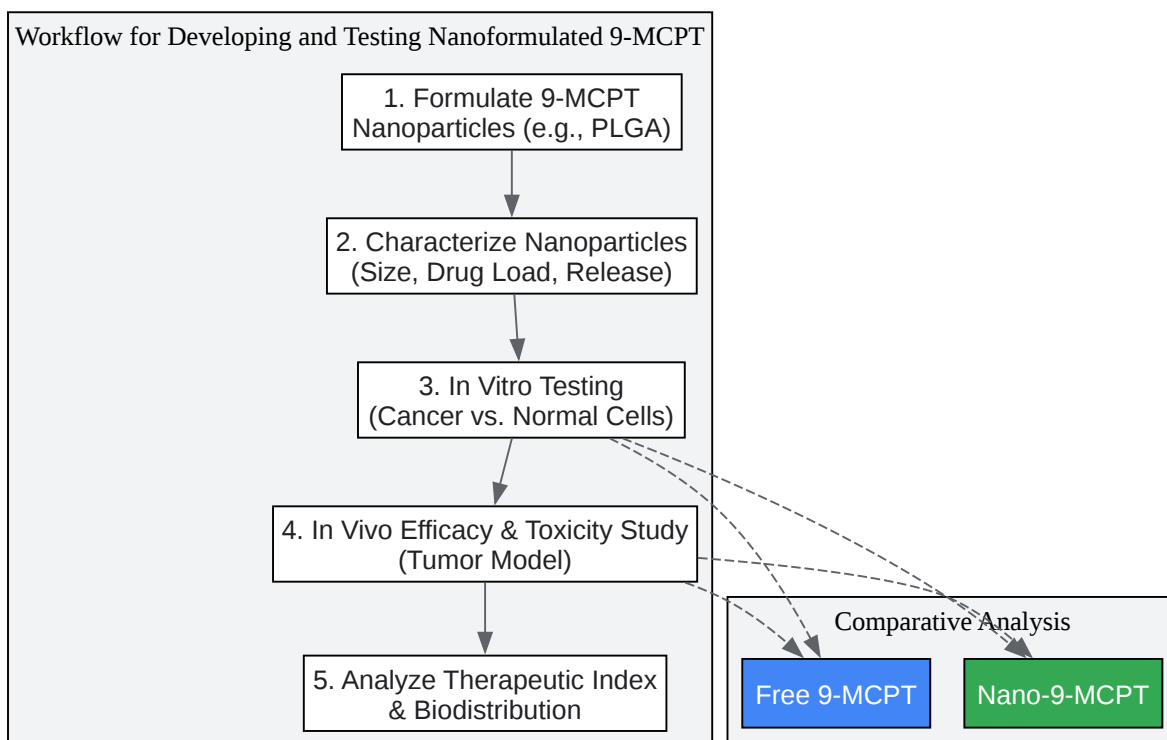 Workflow for Developing and Testing Nanoformulated 9-MCPT
1. Formulate 9-MCPT
Nanoparticles (e.g., PLGA)
2. Characterize Nanoparticles
(Size, Drug Load, Release)
3. In Vitro Testing
(Cancer vs. Normal Cells)
4. In Vivo Efficacy & Toxicity Study
(Tumor Model)
5. Analyze Therapeutic Index
& Biodistribution
Comparative Analysis
Free 9-MCPT
Nano-9-MCPT